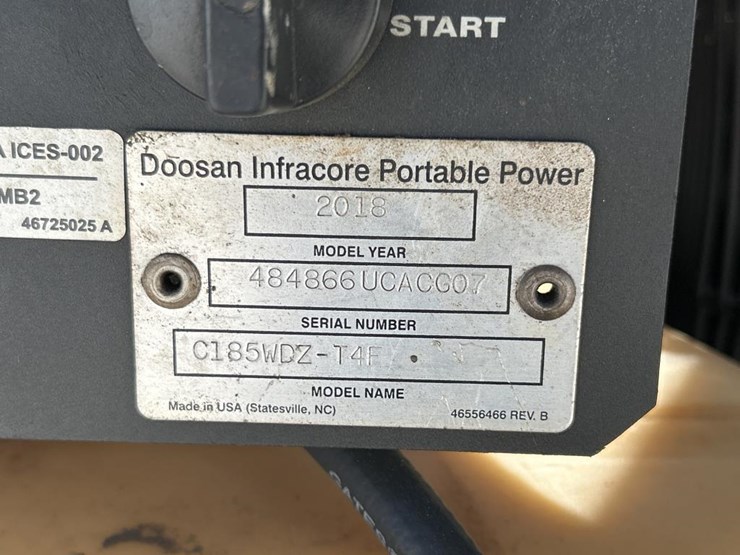 START
ICES-002
MB2
46725025 A
Doosan Infracore Portable Power
2018
MODEL YEAR
484866UCACG07
SERIAL NUMBER
C185WDZ-T4F
MODEL NAME
Made in USA (Statesville, NC)
46556466 REV. B